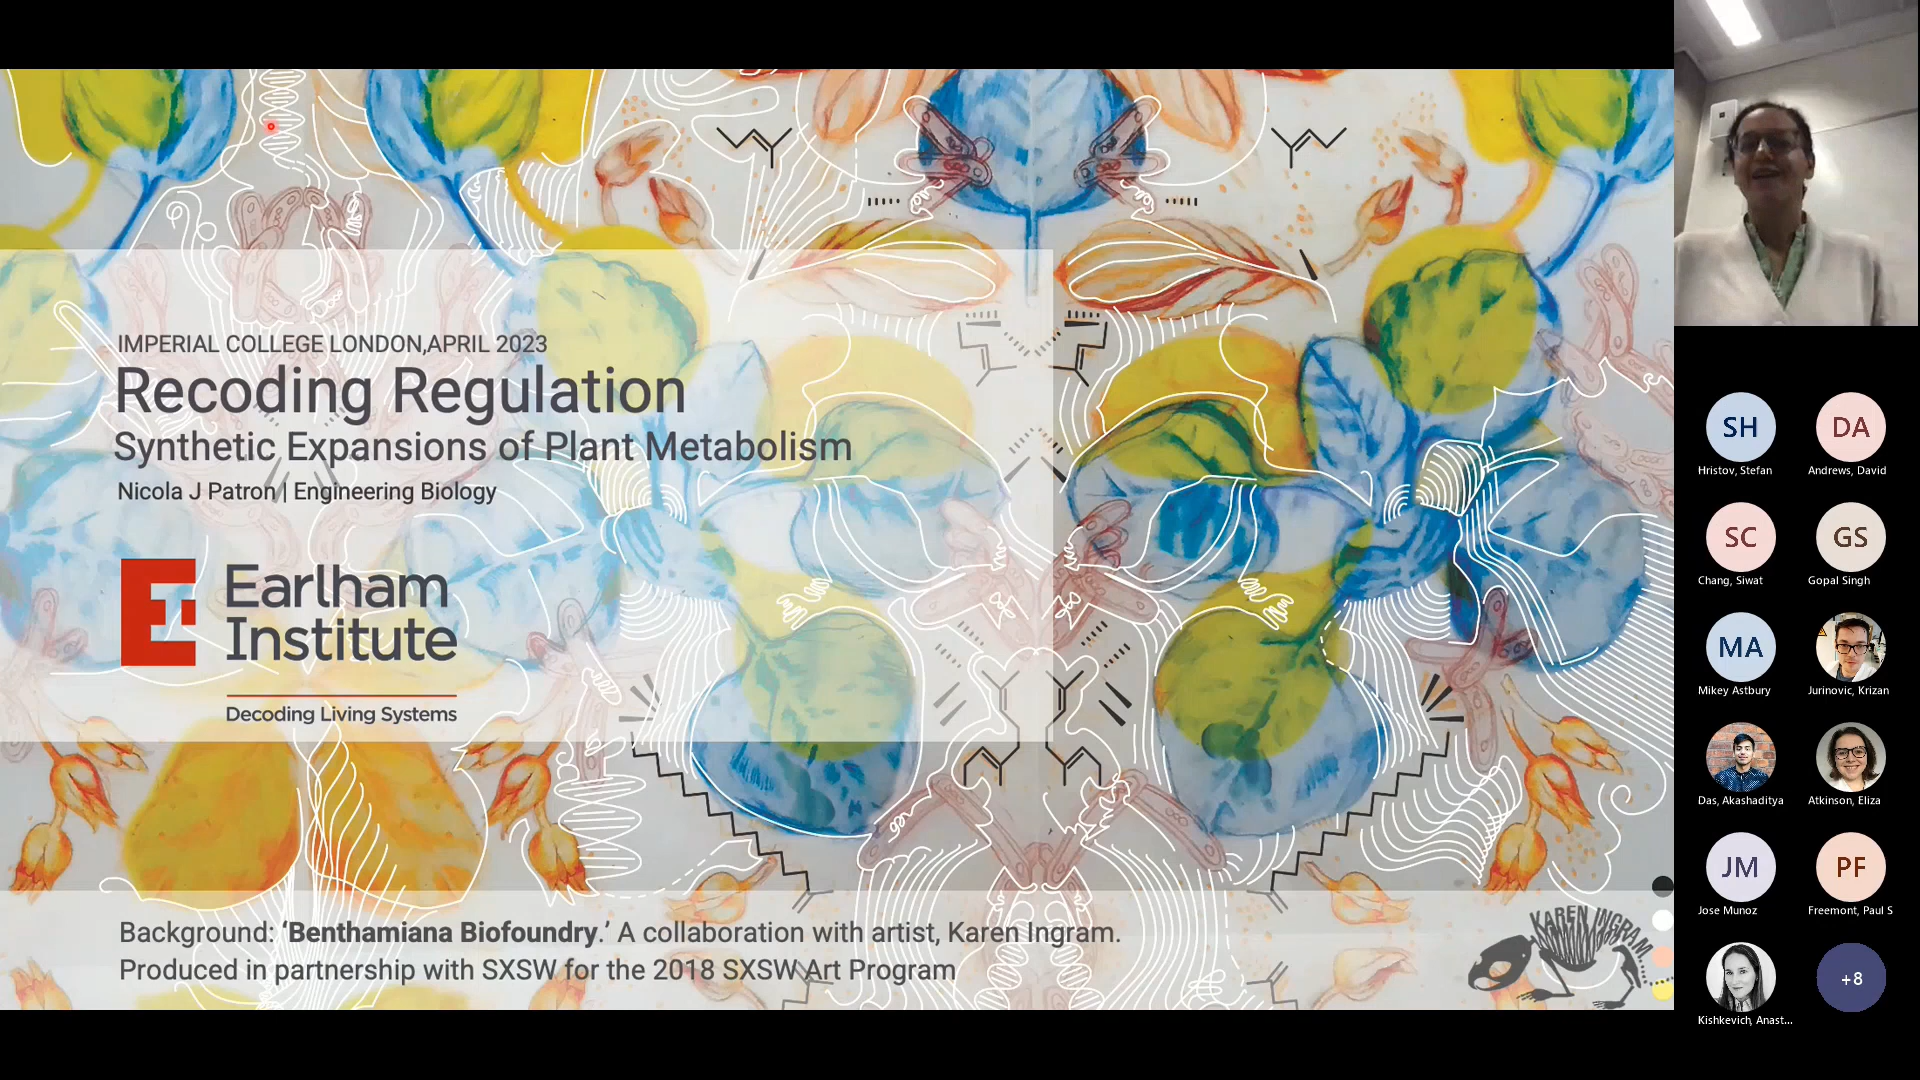 IMPERIAL COLLEGE LONDON,APRIL 2023
Recoding Regulation
Synthetic Expansions of Plant Metabolism
Nicola J Patron | Engineering Biology
EI
Earlham
Institute
Decoding Living Systems
Background: ‘Benthamiana Biofoundry.’ A collaboration with artist, Karen Ingram.
Produced in partnership with SXSW for the 2018 SXSW Art Program
KAREN INGRAM
SH
Hristov, Stefan
DA
Andrews, David
SC
Chang, Siwat
GS
Gopal Singh
MA
Mikey Astbury
Jurinovic, Krizan
Das, Akashaditya
Atkinson, Eliza
JM
Jose Munoz
PF
Freemont, Paul S
Kishkevich, Anast...
+8